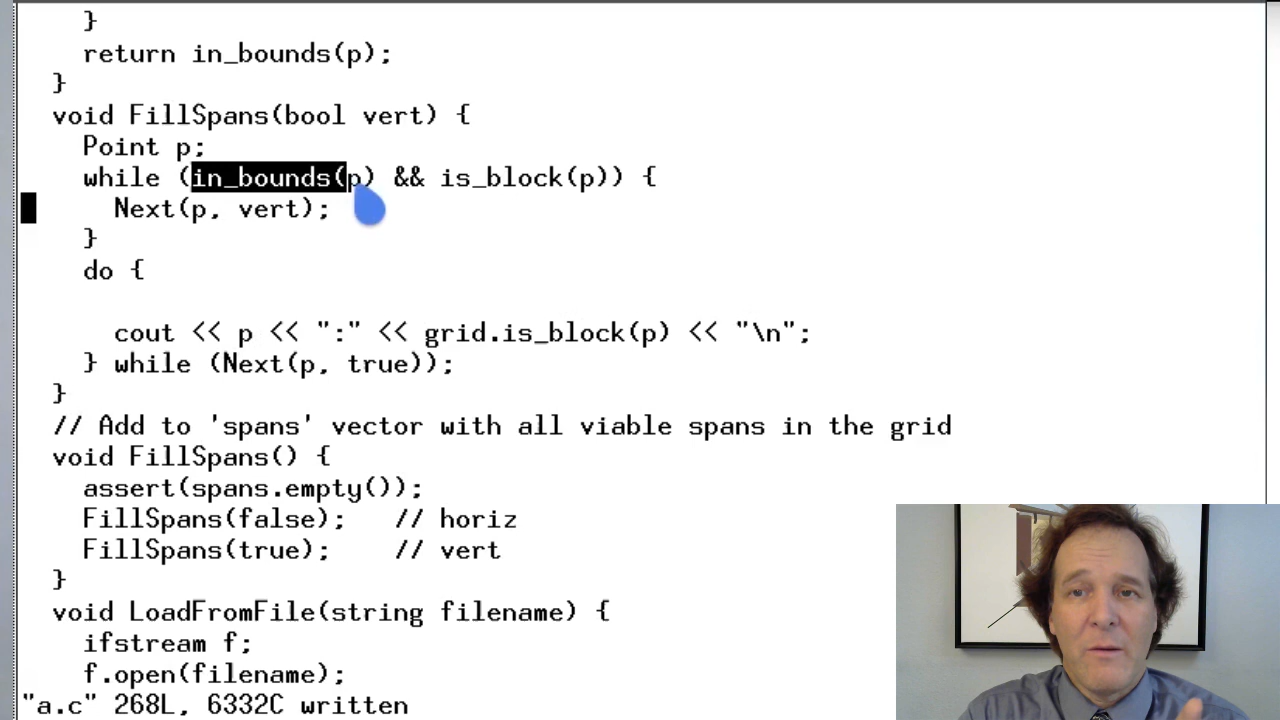 }
return in_bounds(p);
}
void FillSpans(bool vert) {
Point p;
while (in_bounds(p) && is_block(p)) {
Next(p, vert);
}
do {
cout << p << ":" << grid.is_block(p) << "\n";
} while (Next(p, true));
}
// Add to 'spans' vector with all viable spans in the grid
void FillSpans() {
assert(spans.empty());
FillSpans(false);   // horiz
FillSpans(true);    // vert
}
void LoadFromFile(string filename) {
ifstream f;
f.open(filename);
"a.c" 268L, 6332C written